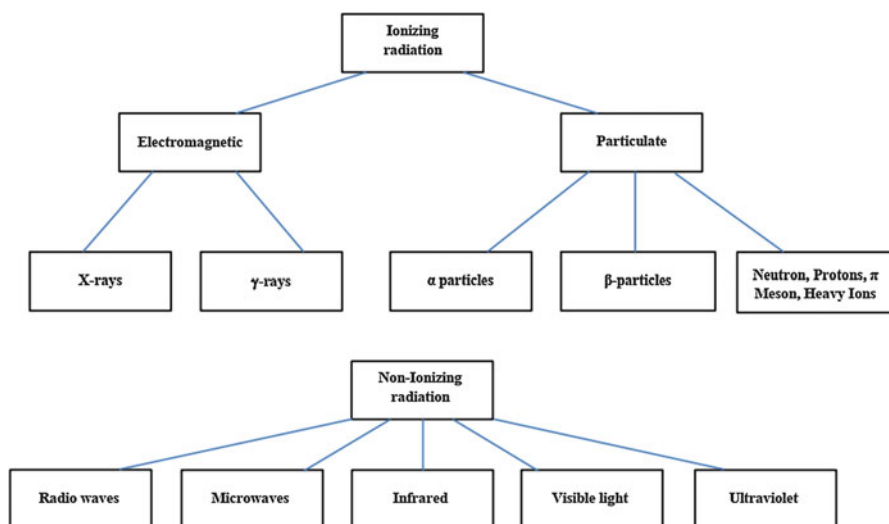 Ionizing
radiation
Electromagnetic
Particulate
X-rays
γ-rays
α particles
β-particles
Neutron, Protons, π
Meson, Heavy Ions
Non-Ionizing
radiation
Radio waves
Microwaves
Infrared
Visible light
Ultraviolet